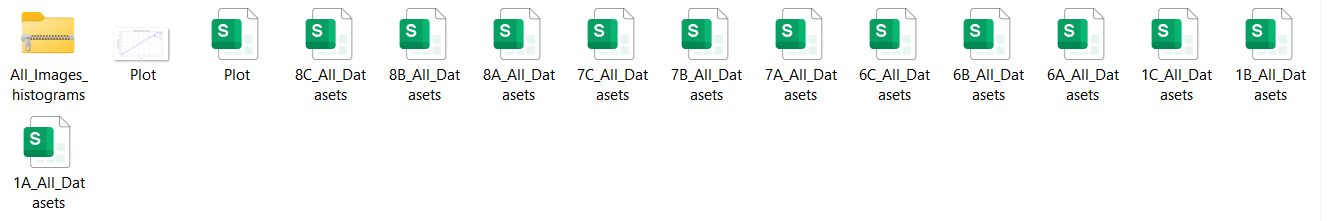 All_Images_
histograms
Plot
Plot
8C_All_Dat
asets
8B_All_Dat
asets
8A_All_Dat
asets
7C_All_Dat
asets
7B_All_Dat
asets
7A_All_Dat
asets
6C_All_Dat
asets
6B_All_Dat
asets
6A_All_Dat
asets
1C_All_Dat
asets
1B_All_Dat
asets
1A_All_Dat
asets